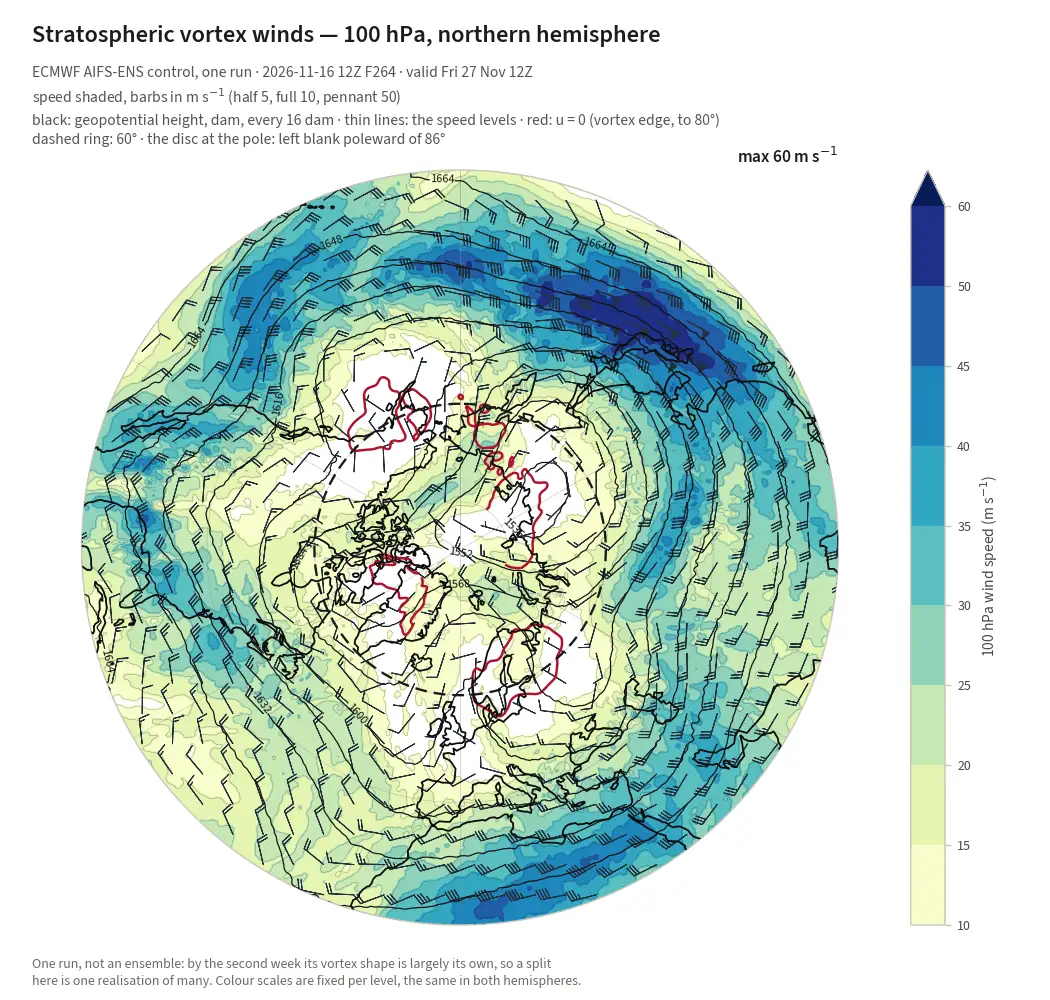 Stratospheric vortex winds — 100 hPa, northern hemisphere
ECMWF AIFS-ENS control, one run · 2026-11-16 12Z F264 · valid Fri 27 Nov 12Z
speed shaded, barbs in m s⁻¹ (half 5, full 10, pennant 50)
black: geopotential height, dam, every 16 dam · thin lines: the speed levels · red: u = 0 (vortex edge, to 80°)
dashed ring: 60° · the disc at the pole: left blank poleward of 86°
max 60 m s⁻¹
1664
1648
1664
1664
1616
1552
1568
1664
1632
1600
60
50
45
40
35
30
25
20
15
10
100 hPa wind speed (m s⁻¹)
One run, not an ensemble: by the second week its vortex shape is largely its own, so a split
here is one realisation of many. Colour scales are fixed per level, the same in both hemispheres.